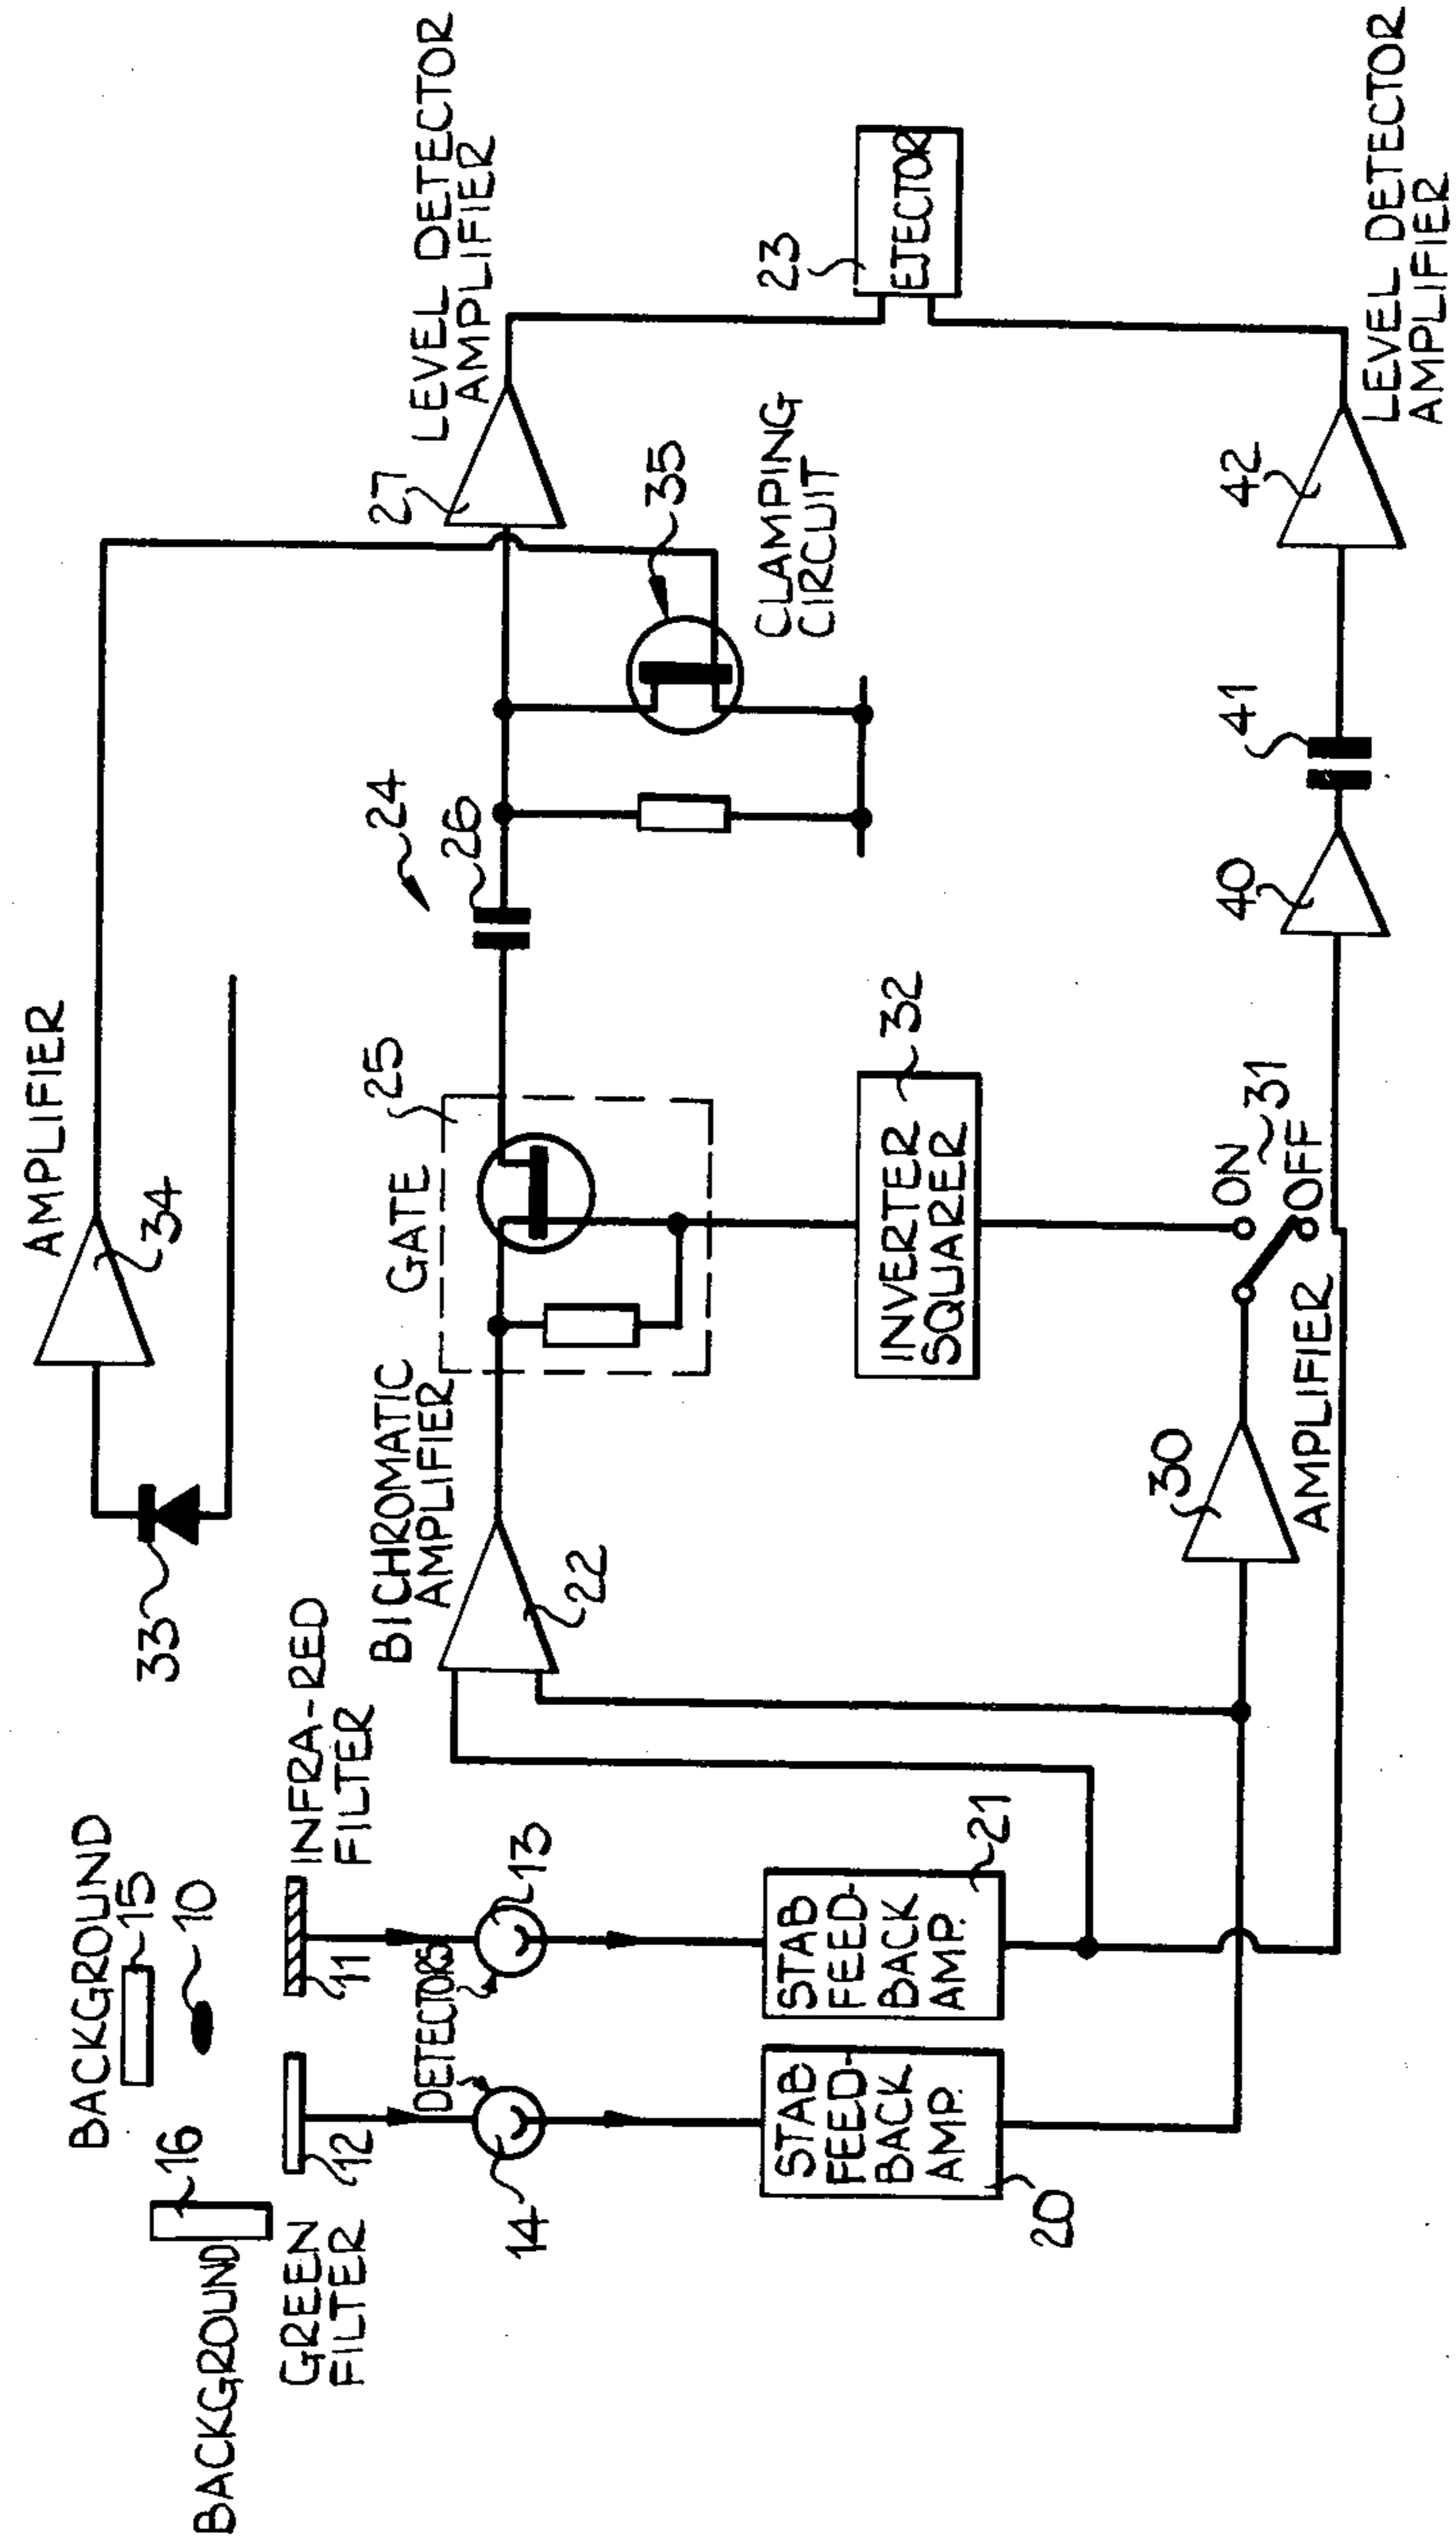 BACKGROUND
16
BACKGROUND
15
10
GREEN
FILTER
12
INFRA-RED
FILTER
11
DETECTORS
14
13
STAB
FEED-
BACK
AMP.
20
STAB
FEED-
BACK
AMP.
21
33
AMPLIFIER
34
BICHROMATIC
AMPLIFIER
22
GATE
25
24
26
27
LEVEL DETECTOR
AMPLIFIER
35
CLAMPING
CIRCUIT
23
EJECTOR
INVERTER
SQUARER
32
30
AMPLIFIER
ON
31
OFF
40
41
42
LEVEL DETECTOR
AMPLIFIER